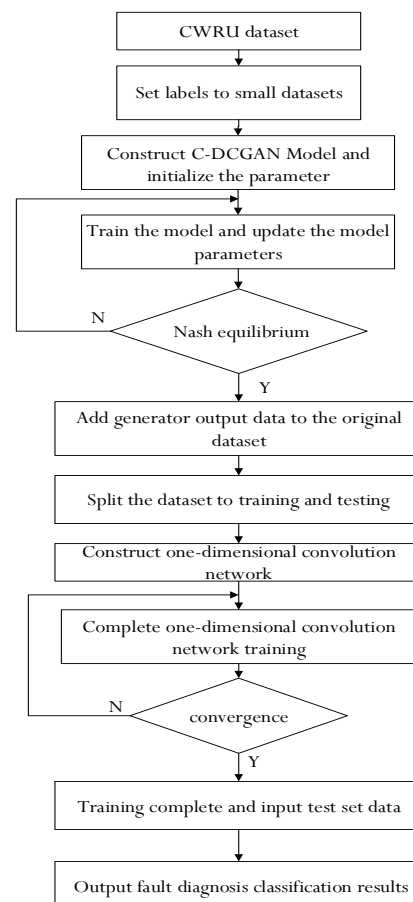 CWRU dataset
Set labels to small datasets
Construct C-DCGAN Model and
initialize the parameter
Train the model and update the model
parameters
N
Nash equilibrium
Y
Add generator output data to the original
dataset
Split the dataset to training and testing
Construct one-dimensional convolution
network
Complete one-dimensional convolution
network training
N
convergence
Y
Training complete and input test set data
Output fault diagnosis classification results